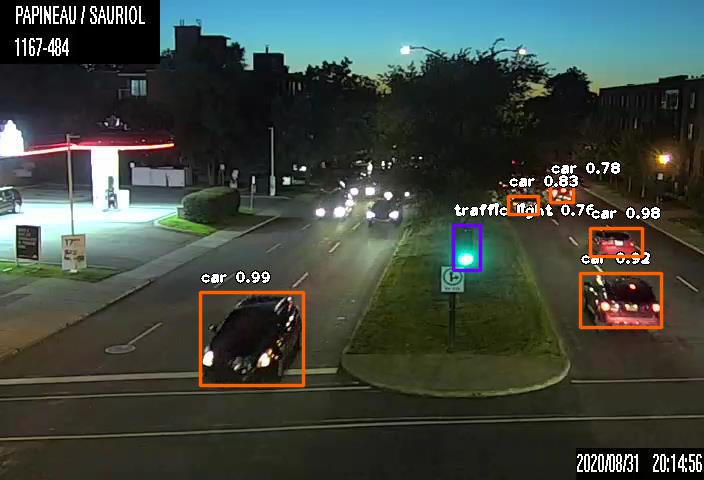 PAPINEAU / SAURIOL
1167-484
car 0.78
car 0.83
traffic light 0.76
car 0.98
car 0.92
car 0.99
2020/08/31 20:14:56